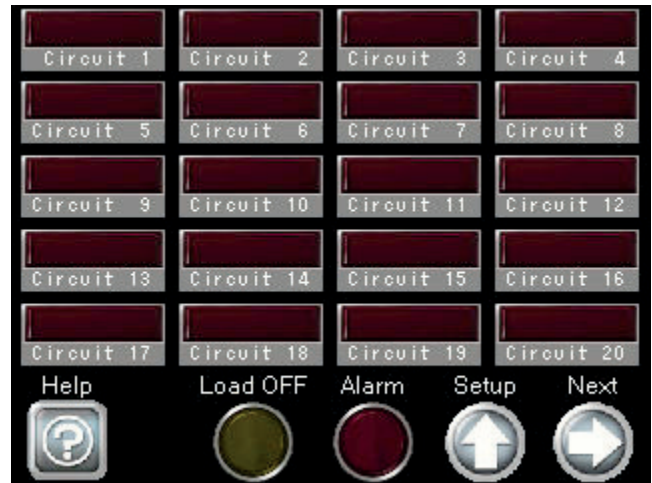 Circuit 1 Circuit 2 Circuit 3 Circuit 4
Circuit 5 Circuit 6 Circuit 7 Circuit 8
Circuit 9 Circuit 10 Circuit 11 Circuit 12
Circuit 13 Circuit 14 Circuit 15 Circuit 16
Circuit 17 Circuit 18 Circuit 19 Circuit 20
Help Load OFF Alarm Setup Next
?